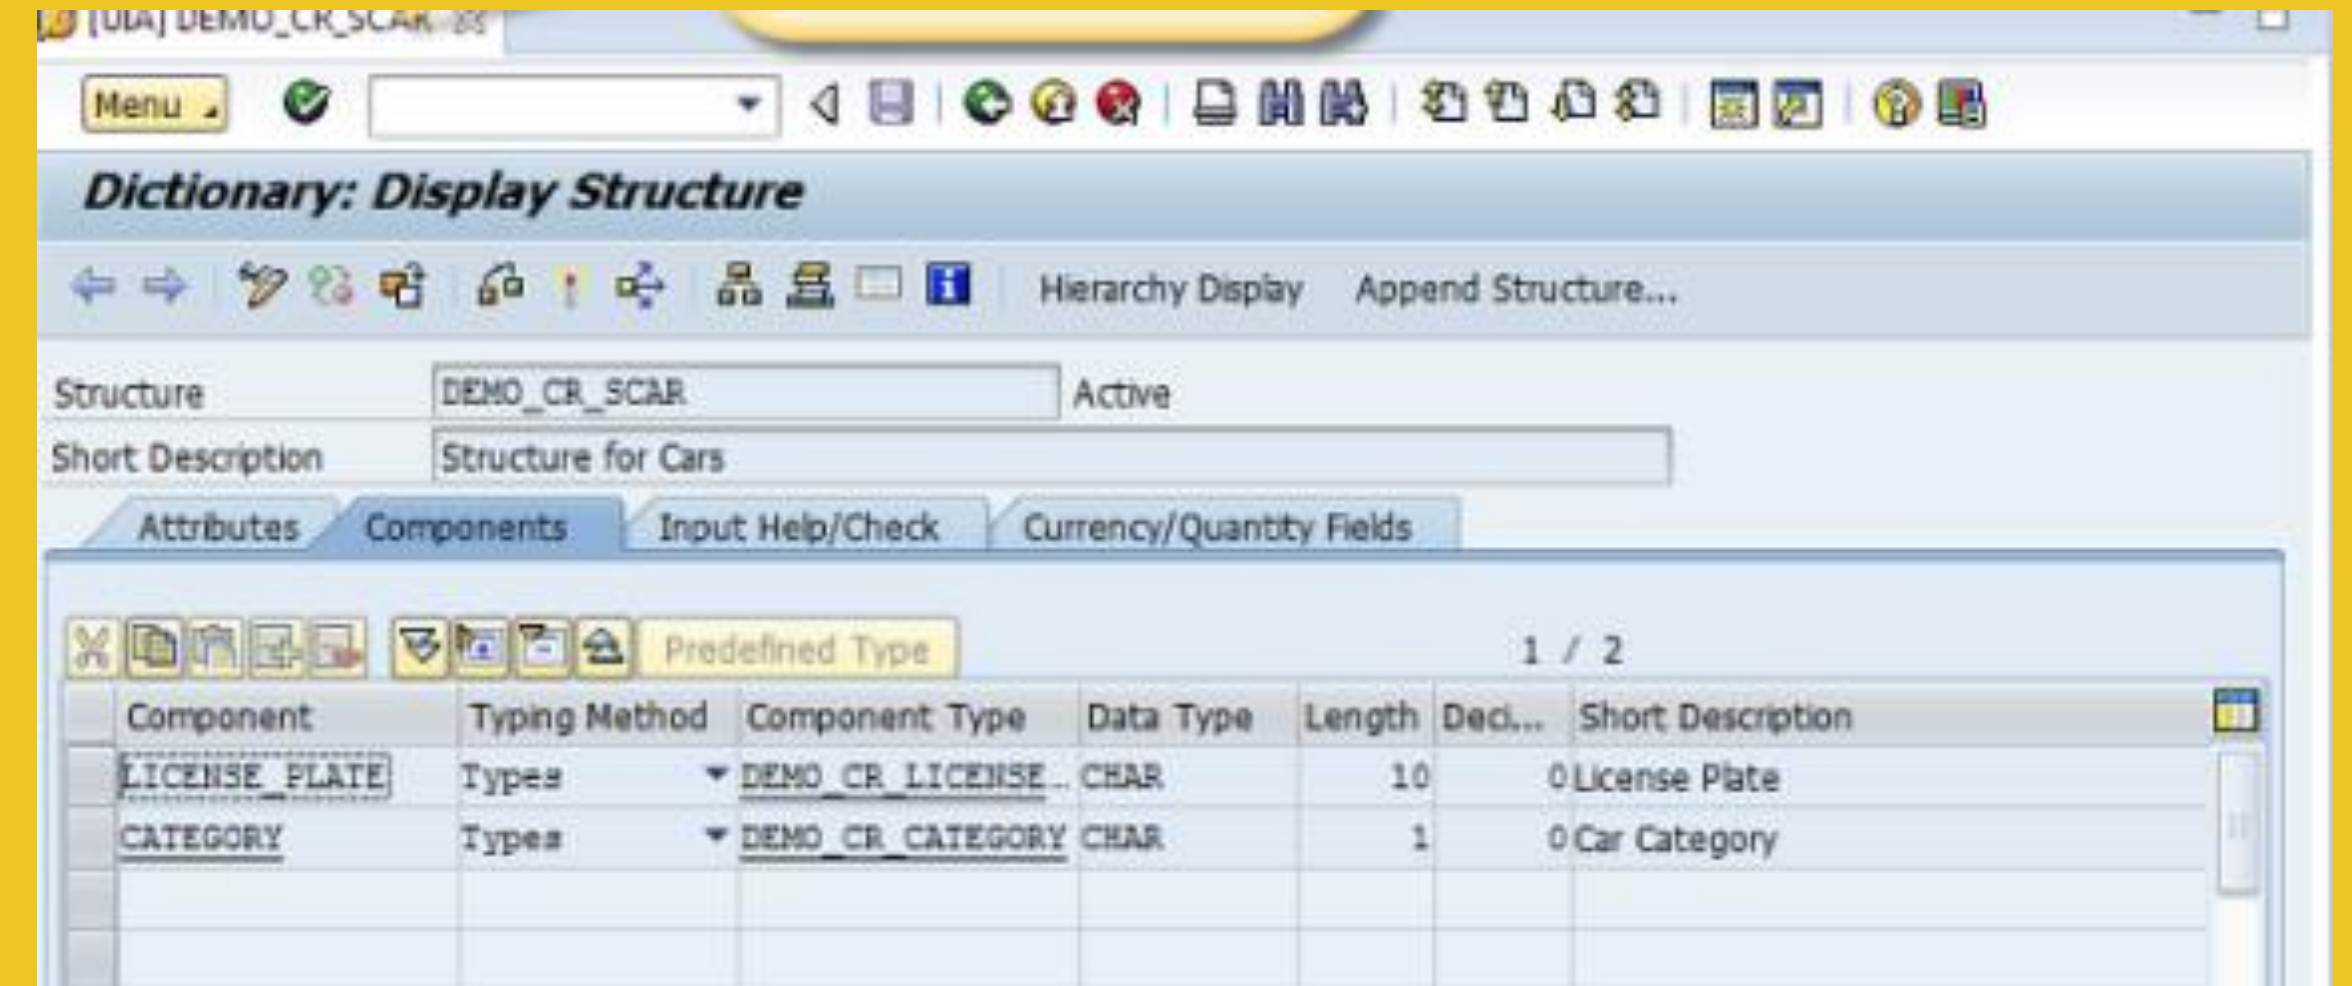 [UIA] DEMO_CR_SCAR
Menu
Dictionary: Display Structure
Hierarchy Display Append Structure...
Structure DEMO_CR_SCAR Active
Short Description Structure for Cars
Attributes Components Input Help/Check Currency/Quantity Fields
Predefined Type 1 / 2
Component Typing Method Component Type Data Type Length Deci... Short Description
LICENSE_PLATE Types DEMO_CR_LICENSE... CHAR 10 0 License Plate
CATEGORY Types DEMO_CR_CATEGORY CHAR 1 0 Car Category